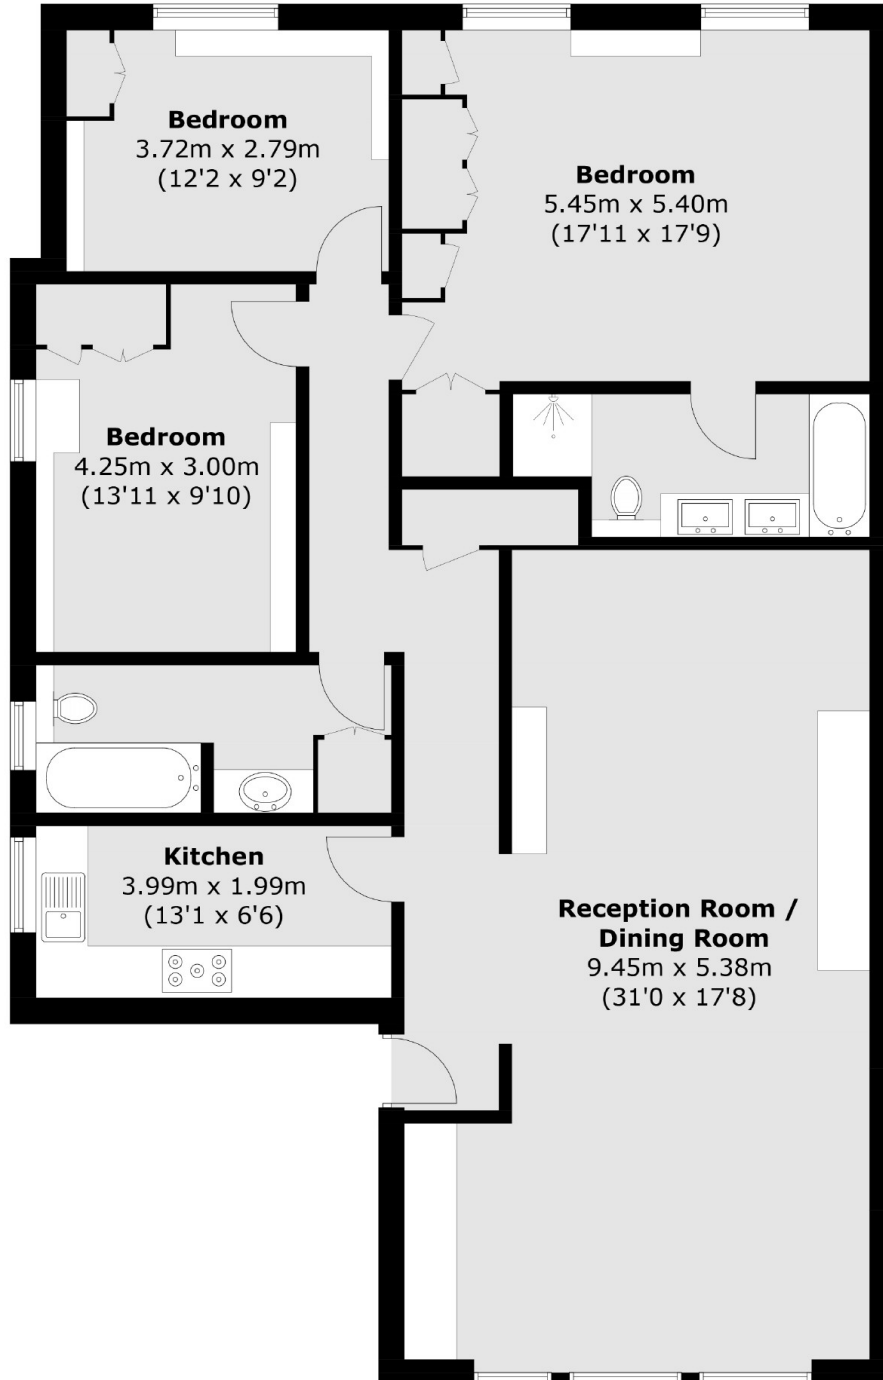 Bedroom
3.72m x 2.79m
(12'2 x 9'2)
Bedroom
5.45m x 5.40m
(17'11 x 17'9)
Bedroom
4.25m x 3.00m
(13'11 x 9'10)
Kitchen
3.99m x 1.99m
(13'1 x 6'6)
Reception Room /
Dining Room
9.45m x 5.38m
(31'0 x 17'8)